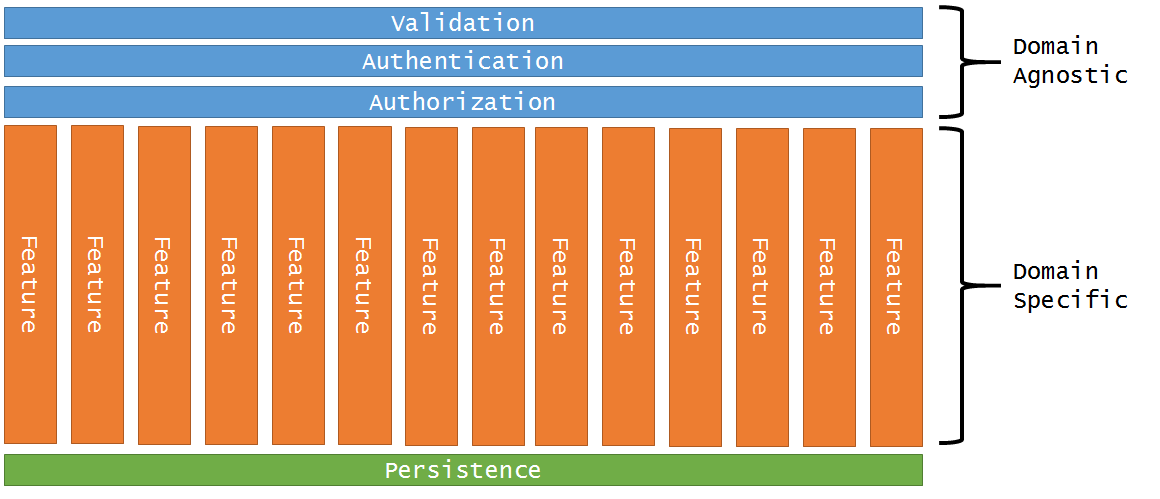 Validation
Authentication
Authorization
Domain
Agnostic
Feature
Feature
Feature
Feature
Feature
Feature
Feature
Feature
Feature
Feature
Feature
Feature
Feature
Feature
Domain
Specific
Persistence